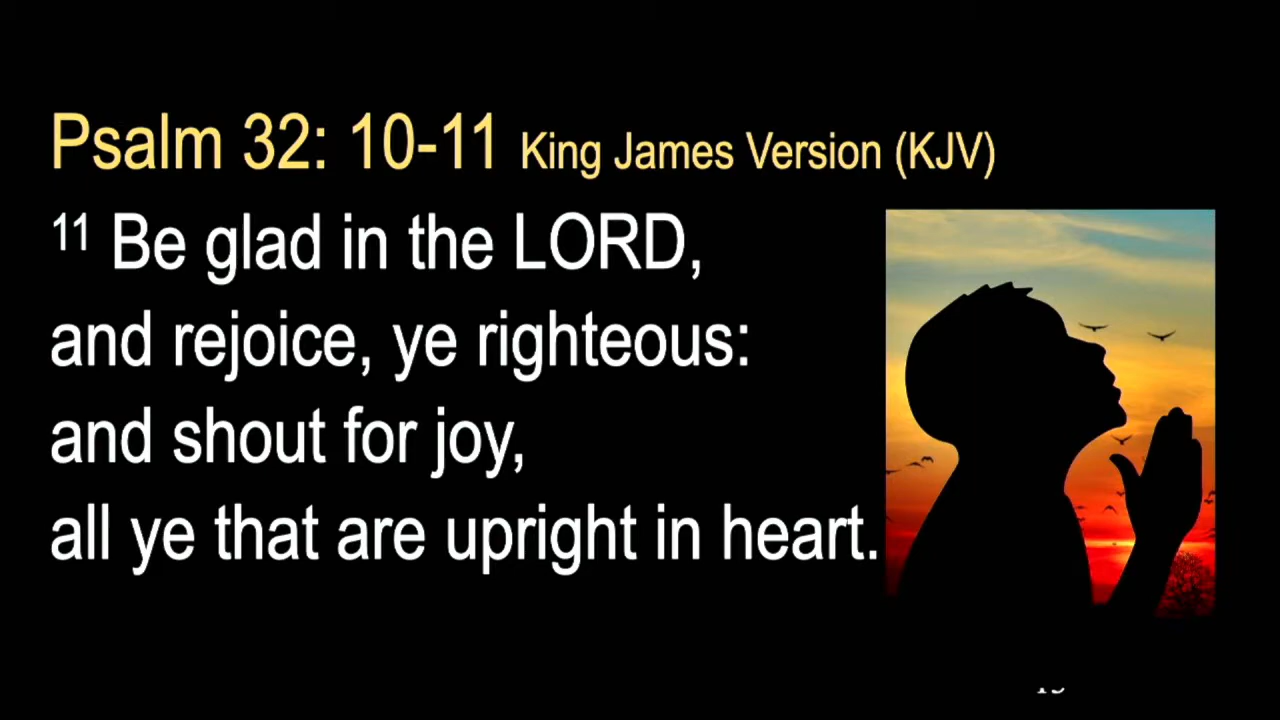 Psalm 32: 10-11 King James Version (KJV)
11 Be glad in the LORD,
and rejoice, ye righteous:
and shout for joy,
all ye that are upright in heart.